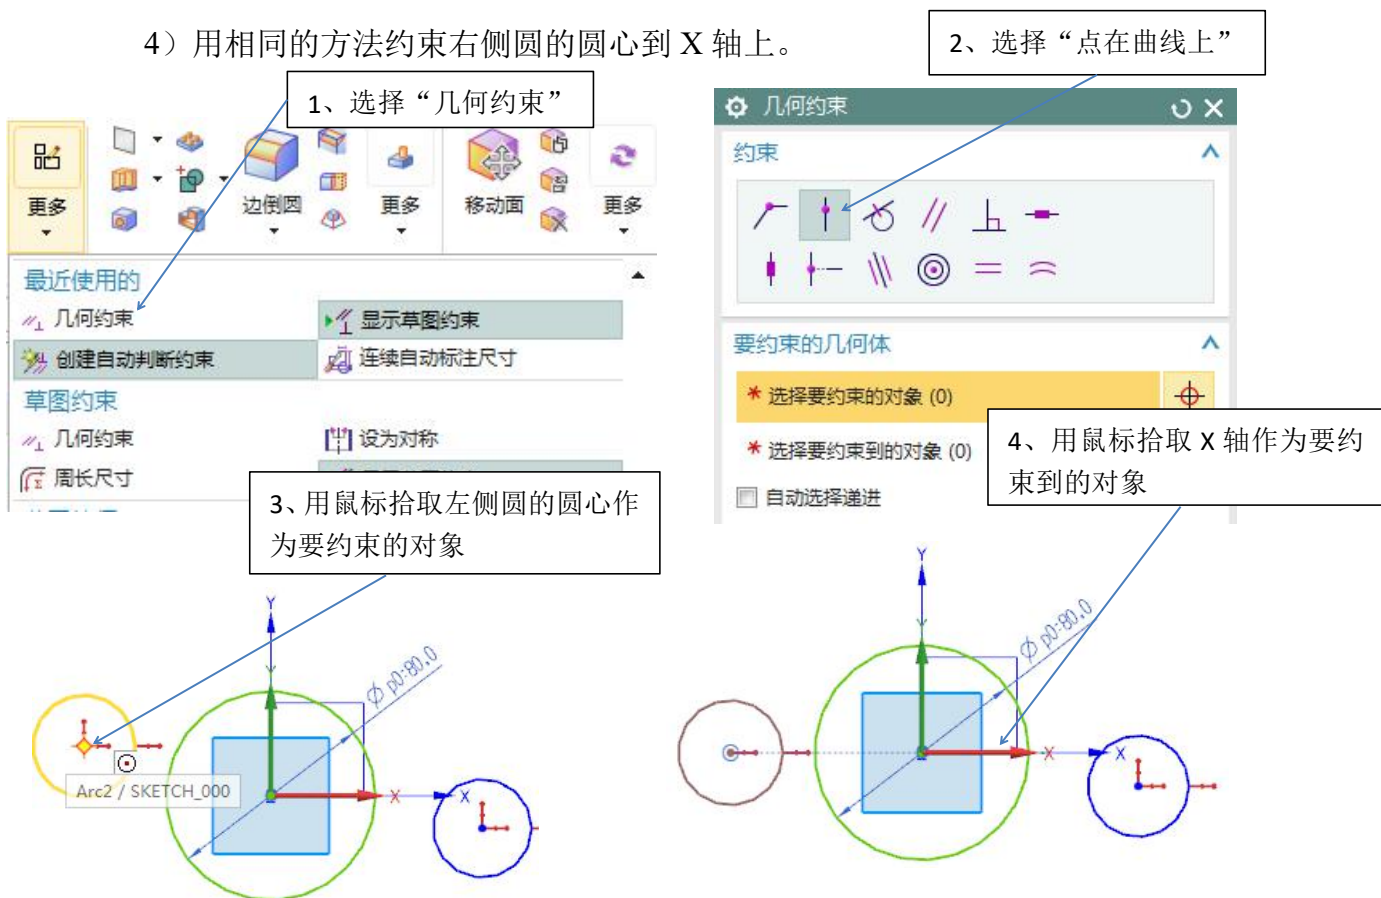 4）用相同的方法约束右侧圆的圆心到 X 轴上。
2、选择“点在曲线上”
1、选择“几何约束”
更多
边倒圆
更多
移动面
更多
最近使用的
几何约束
显示草图约束
创建自动判断约束
连续自动标注尺寸
草图约束
几何约束
设为对称
周长尺寸
几何约束
约束
要约束的几何体
* 选择要约束的对象 (0)
* 选择要约束到的对象 (0)
自动选择递进
3、用鼠标拾取左侧圆的圆心作
为要约束的对象
4、用鼠标拾取 X 轴作为要约
束到的对象
Y
Y
Ø p0:80.0
X
X
Arc2 / SKETCH_000
Y
Y
Ø p0:80.0
X
X